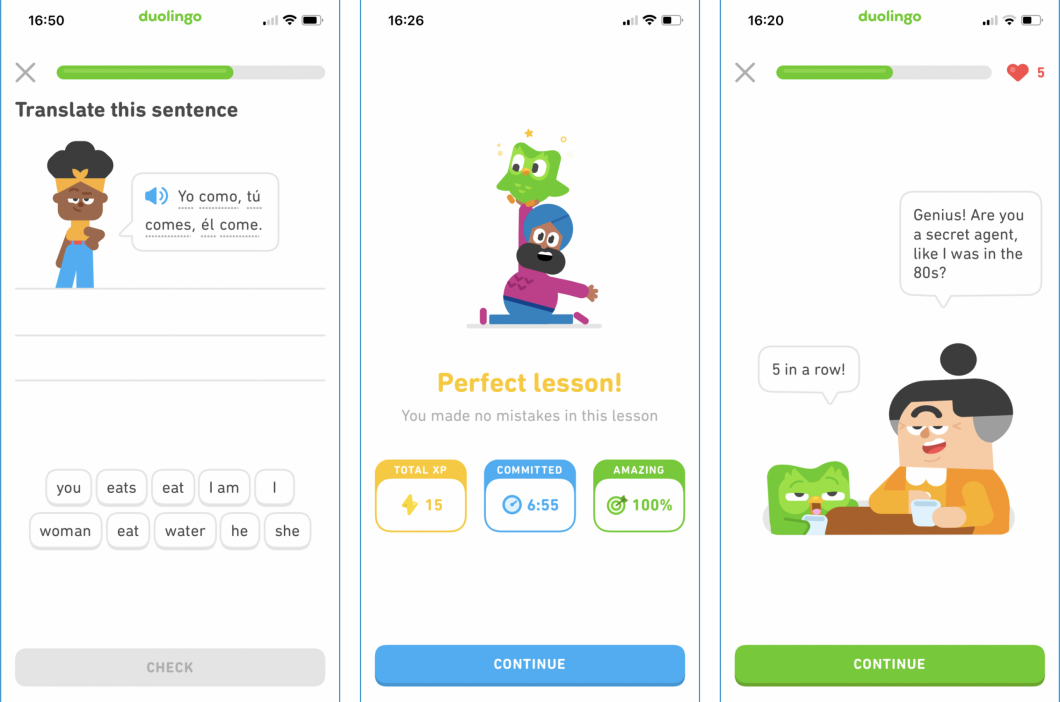 16:50
duolingo
Translate this sentence
Yo como, tú
comes, él come.
you eats eat I am I
woman eat water he she
CHECK
16:26
Perfect lesson!
You made no mistakes in this lesson
TOTAL XP
15
COMMITTED
6:55
AMAZING
100%
CONTINUE
16:20
duolingo
5
Genius! Are you
a secret agent,
like I was in the
80s?
5 in a row!
CONTINUE